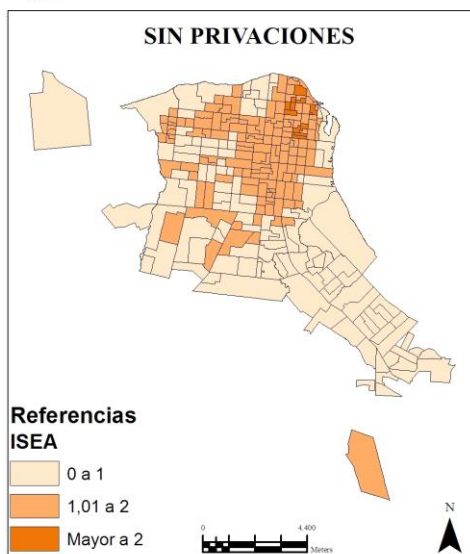 SIN PRIVACIONES
Referencias
ISEA
0 a 1
1,01 a 2
Mayor a 2
0 4.400
Meters
N